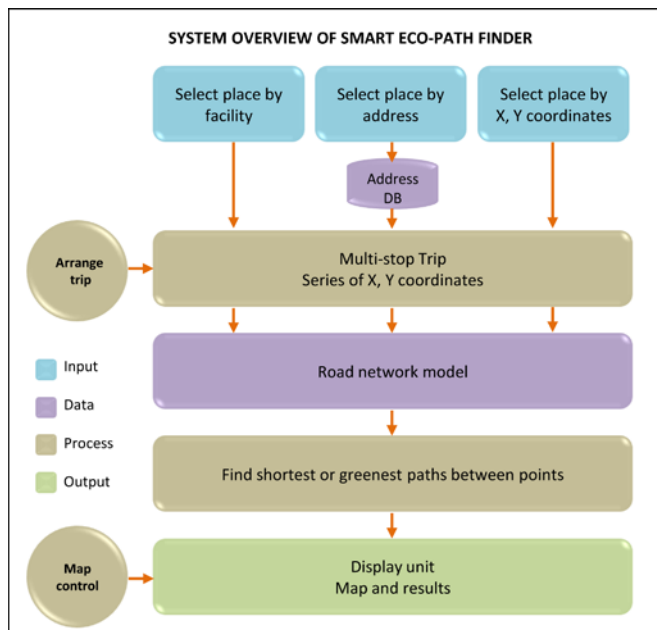 SYSTEM OVERVIEW OF SMART ECO-PATH FINDER
Select place by
facility
Select place by
address
Select place by
X, Y coordinates
Address
DB
Arrange
trip
Multi-stop Trip
Series of X, Y coordinates
Input
Data
Process
Output
Road network model
Find shortest or greenest paths between points
Map
control
Display unit
Map and results